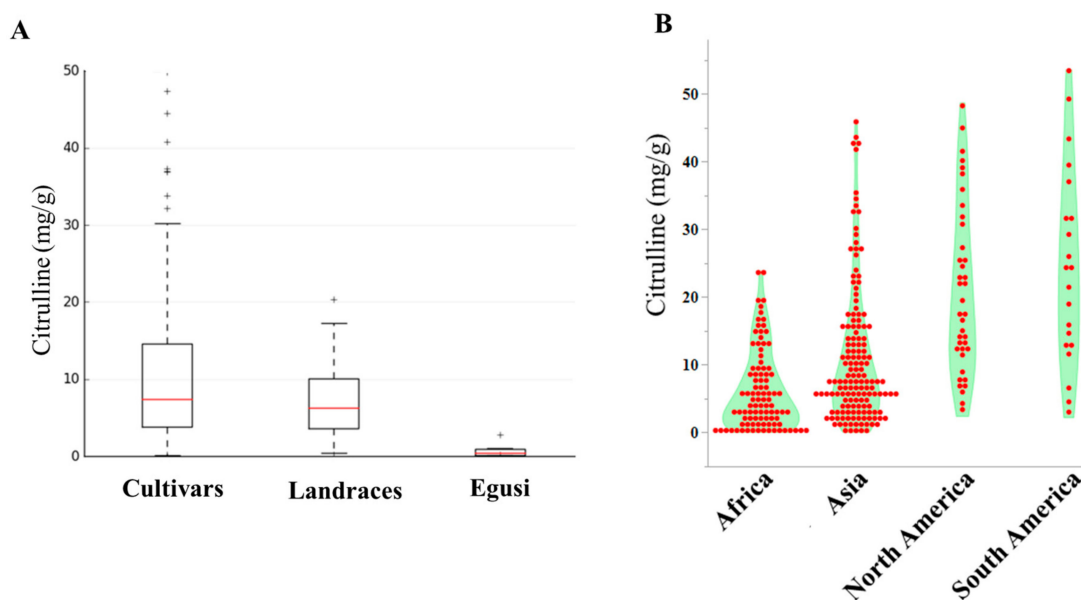 A
Citrulline (mg/g)
50
40
30
20
10
0
Cultivars
Landraces
Egusi
B
Citrulline (mg/g)
50
40
30
20
10
0
Africa
Asia
North America
South America